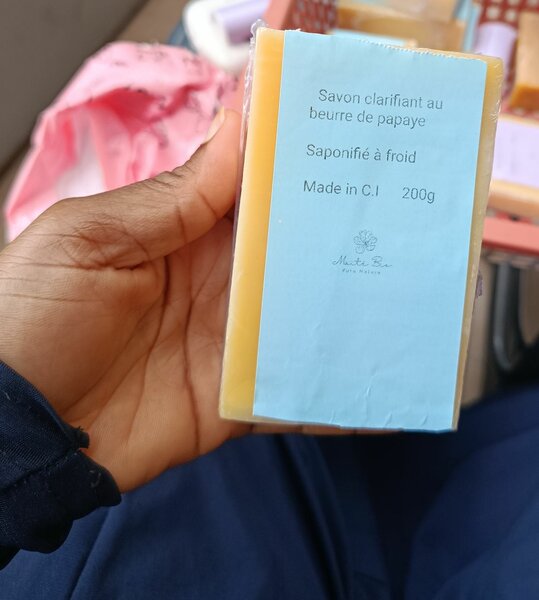 Savon clarifiant au
beurre de papaye
Saponifié à froid
Made in C.I 200g